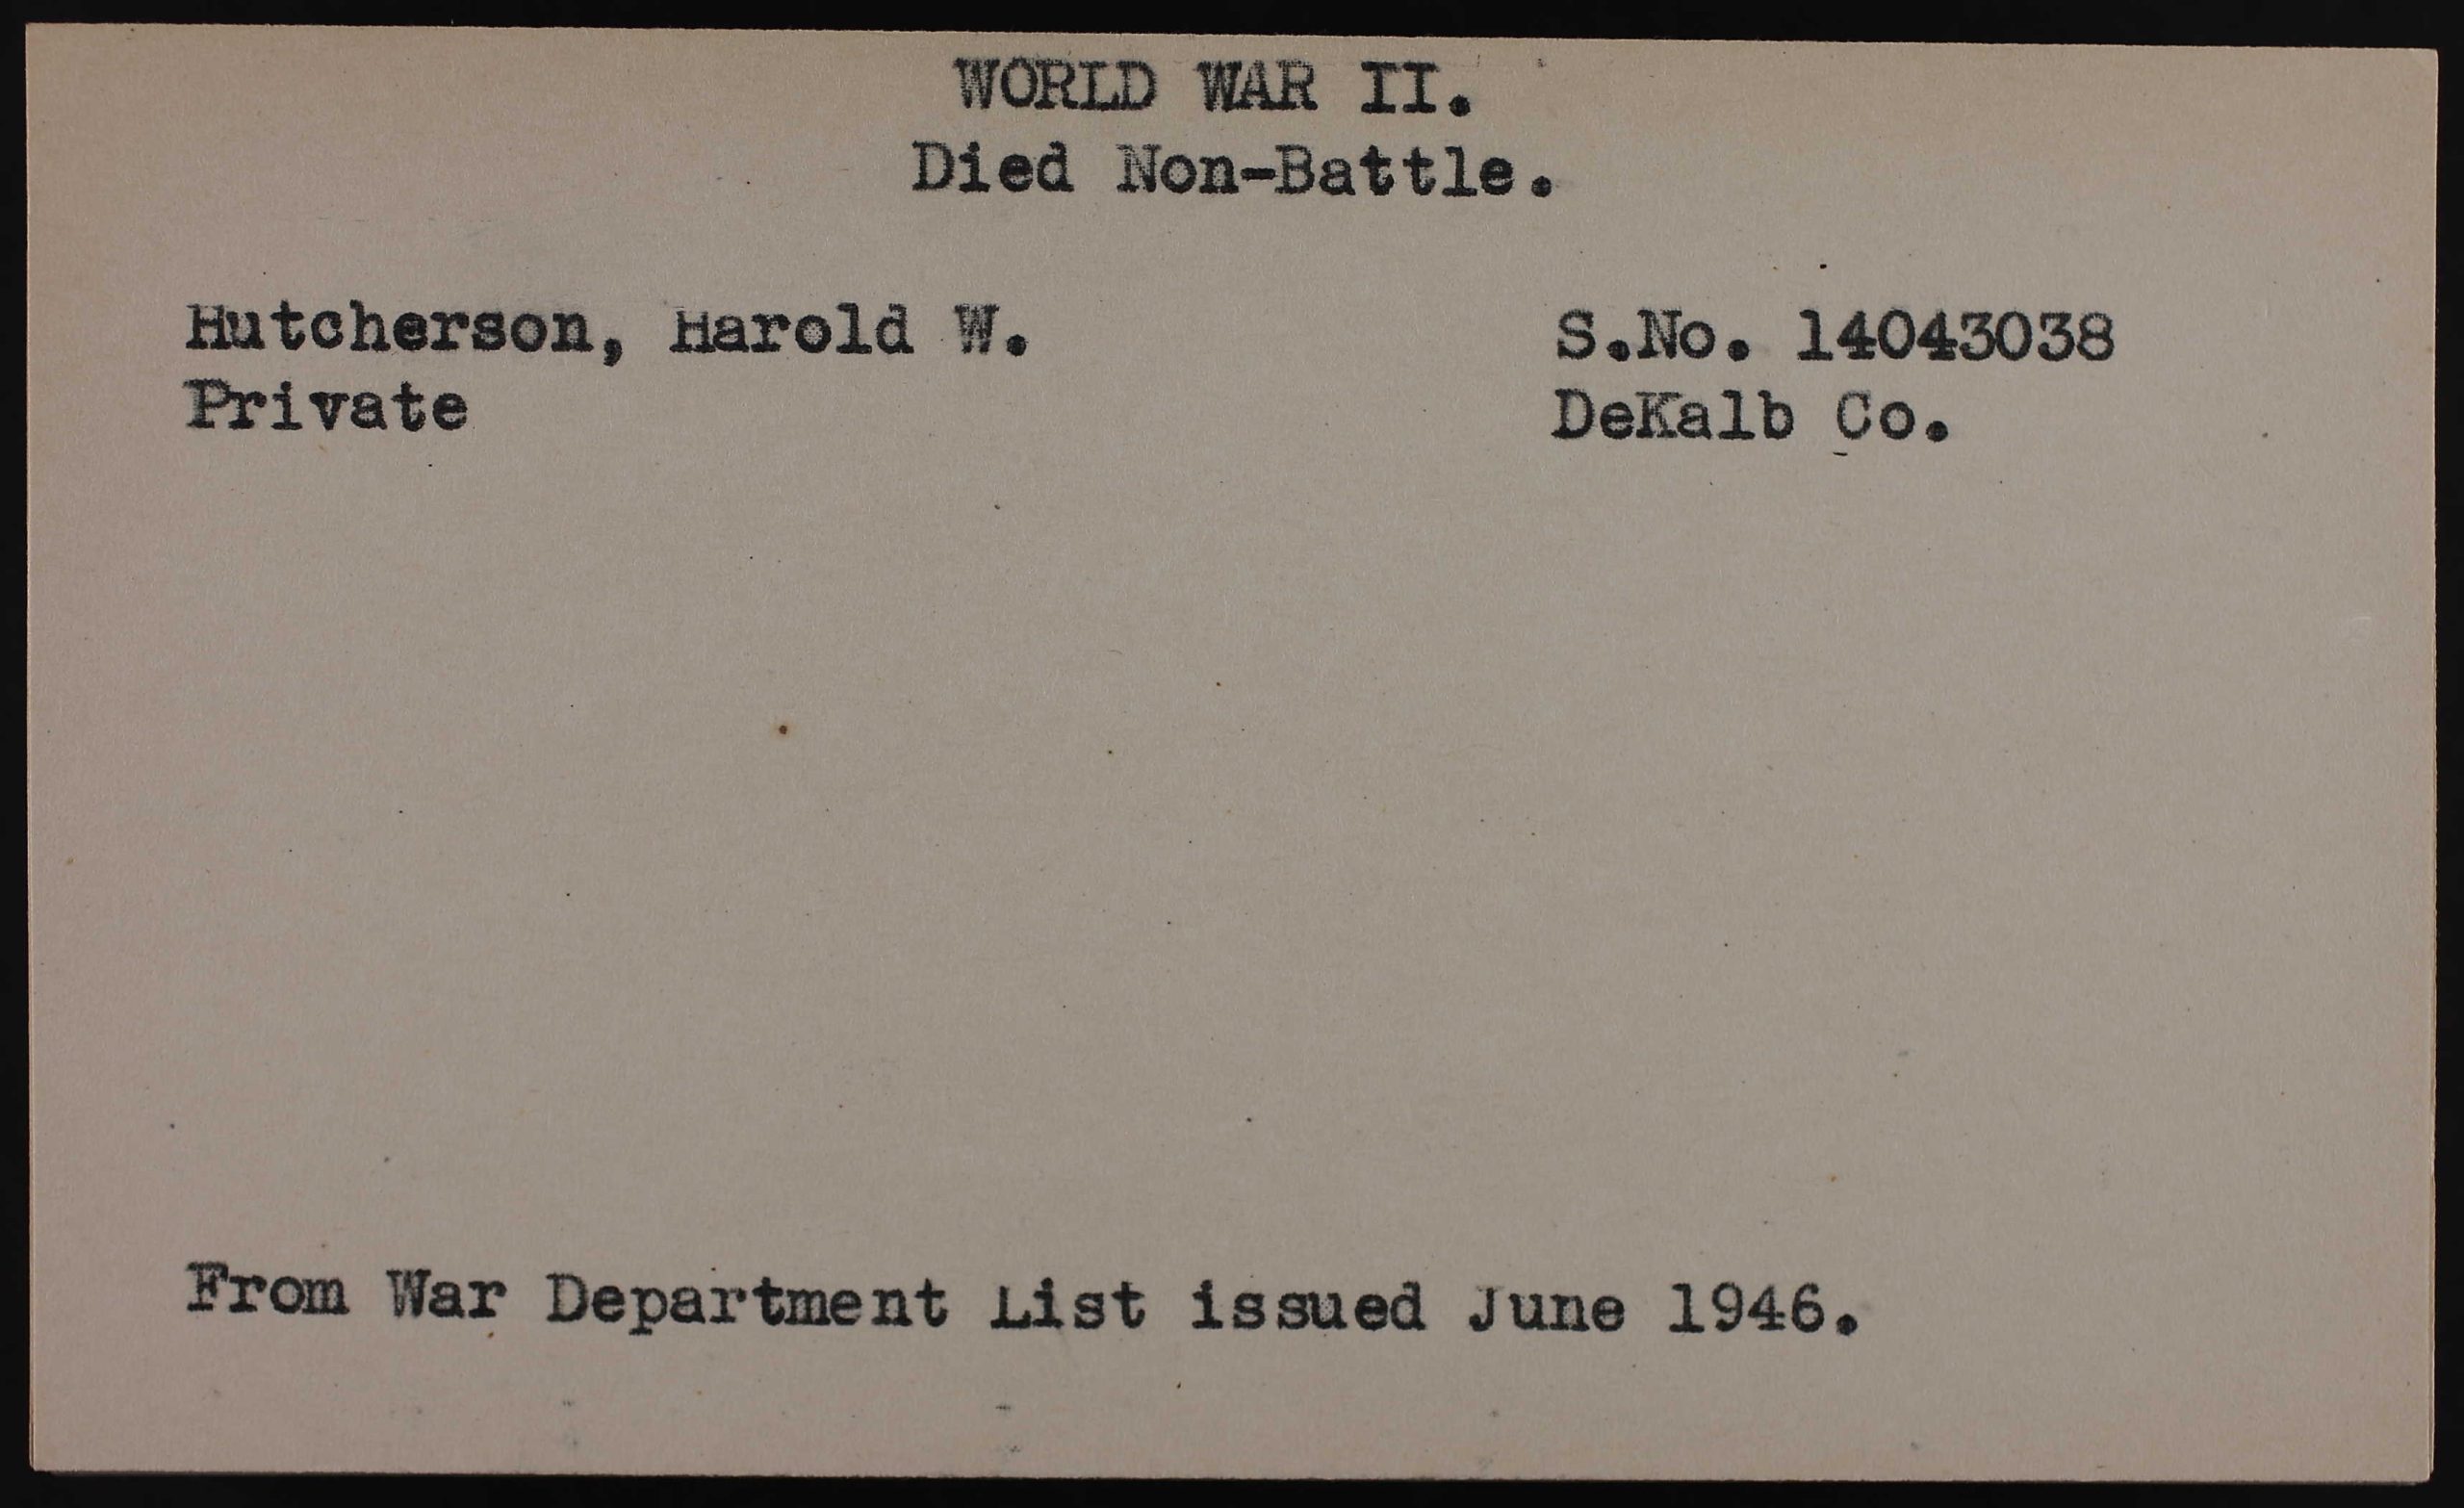 WORLD WAR II.
Died Non-Battle.
Hutcherson, Harold W. S.No. 14043038
Private DeKalb Co.
From War Department List issued June 1946.